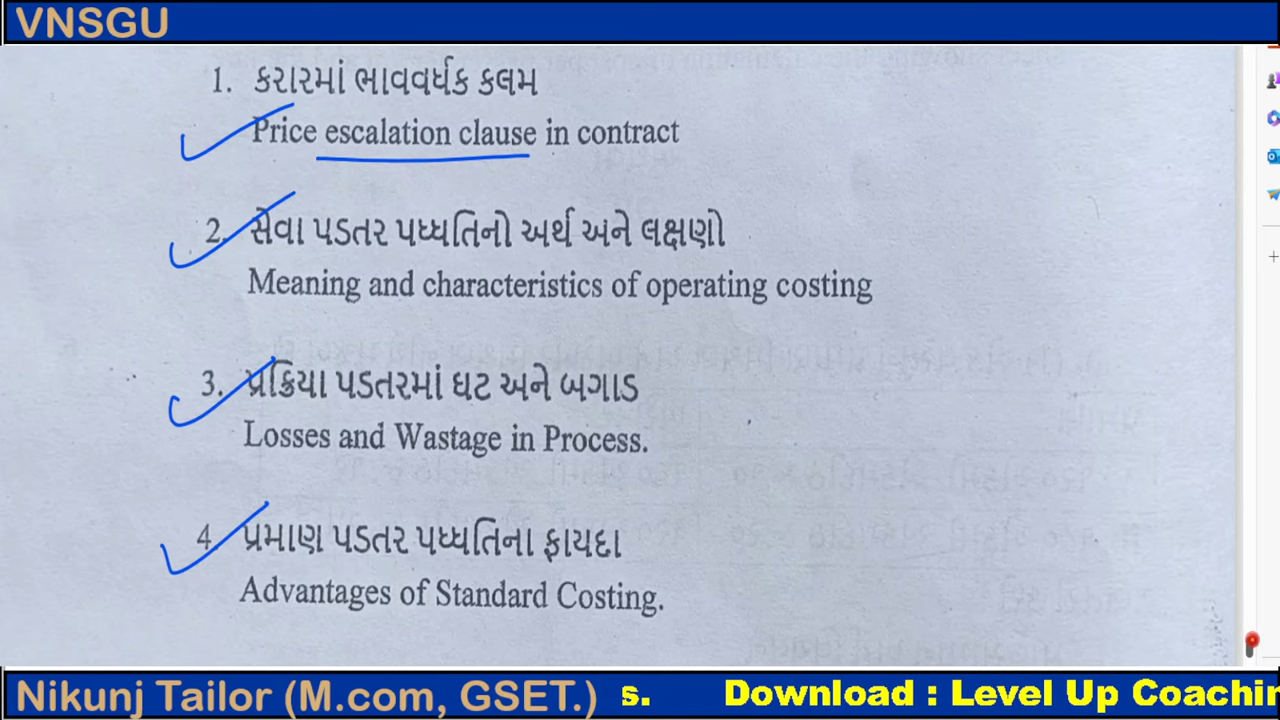 VNSGU
1. કરારમાં ભાવવર્ધક કલમ
Price escalation clause in contract
2. સેવા પડતર પધ્ધતિનો અર્થ અને લક્ષણો
Meaning and characteristics of operating costing
3. પ્રક્રિયા પડતરમાં ઘટ અને બગાડ
Losses and Wastage in Process.
4. પ્રમાણ પડતર પધ્ધતિના ફાયદા
Advantages of Standard Costing.
Nikunj Tailor (M.com, GSET.) s. Download : Level Up Coachin